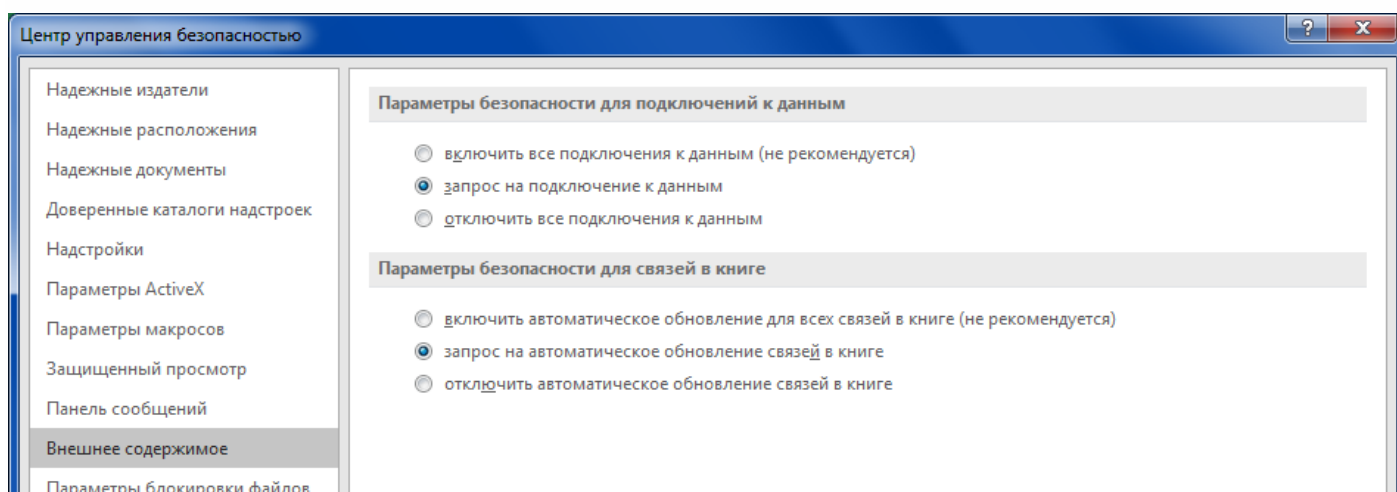 Центр управления безопасностью
Надежные издатели
Надежные расположения
Надежные документы
Доверенные каталоги надстроек
Надстройки
Параметры ActiveX
Параметры макросов
Защищенный просмотр
Панель сообщений
Внешнее содержимое
Параметры блокировки файлов
Параметры безопасности для подключений к данным
включить все подключения к данным (не рекомендуется)
запрос на подключение к данным
отключить все подключения к данным
Параметры безопасности для связей в книге
включить автоматическое обновление для всех связей в книге (не рекомендуется)
запрос на автоматическое обновление связей в книге
отключить автоматическое обновление связей в книге